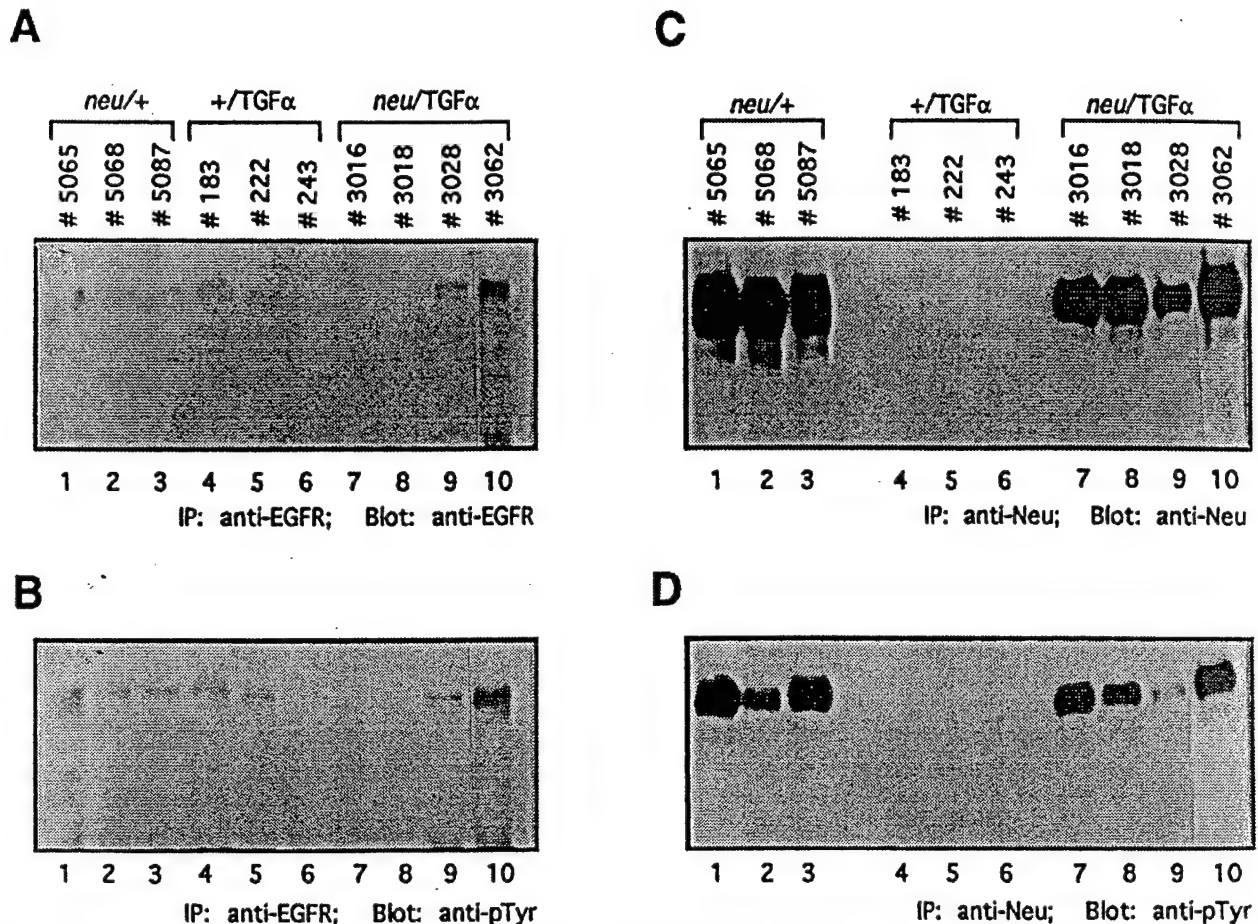 A
neu/+ +/TGFα neu/TGFα
# 5065 # 5068 # 5087 # 183 # 222 # 243 # 3016 # 3018 # 3028 # 3062
1 2 3 4 5 6 7 8 9 10
IP: anti-EGFR; Blot: anti-EGFR
B
1 2 3 4 5 6 7 8 9 10
IP: anti-EGFR; Blot: anti-pTyr
C
neu/+ +/TGFα neu/TGFα
# 5065 # 5068 # 5087 # 183 # 222 # 243 # 3016 # 3018 # 3028 # 3062
1 2 3 4 5 6 7 8 9 10
IP: anti-Neu; Blot: anti-Neu
D
1 2 3 4 5 6 7 8 9 10
IP: anti-Neu; Blot: anti-pTyr